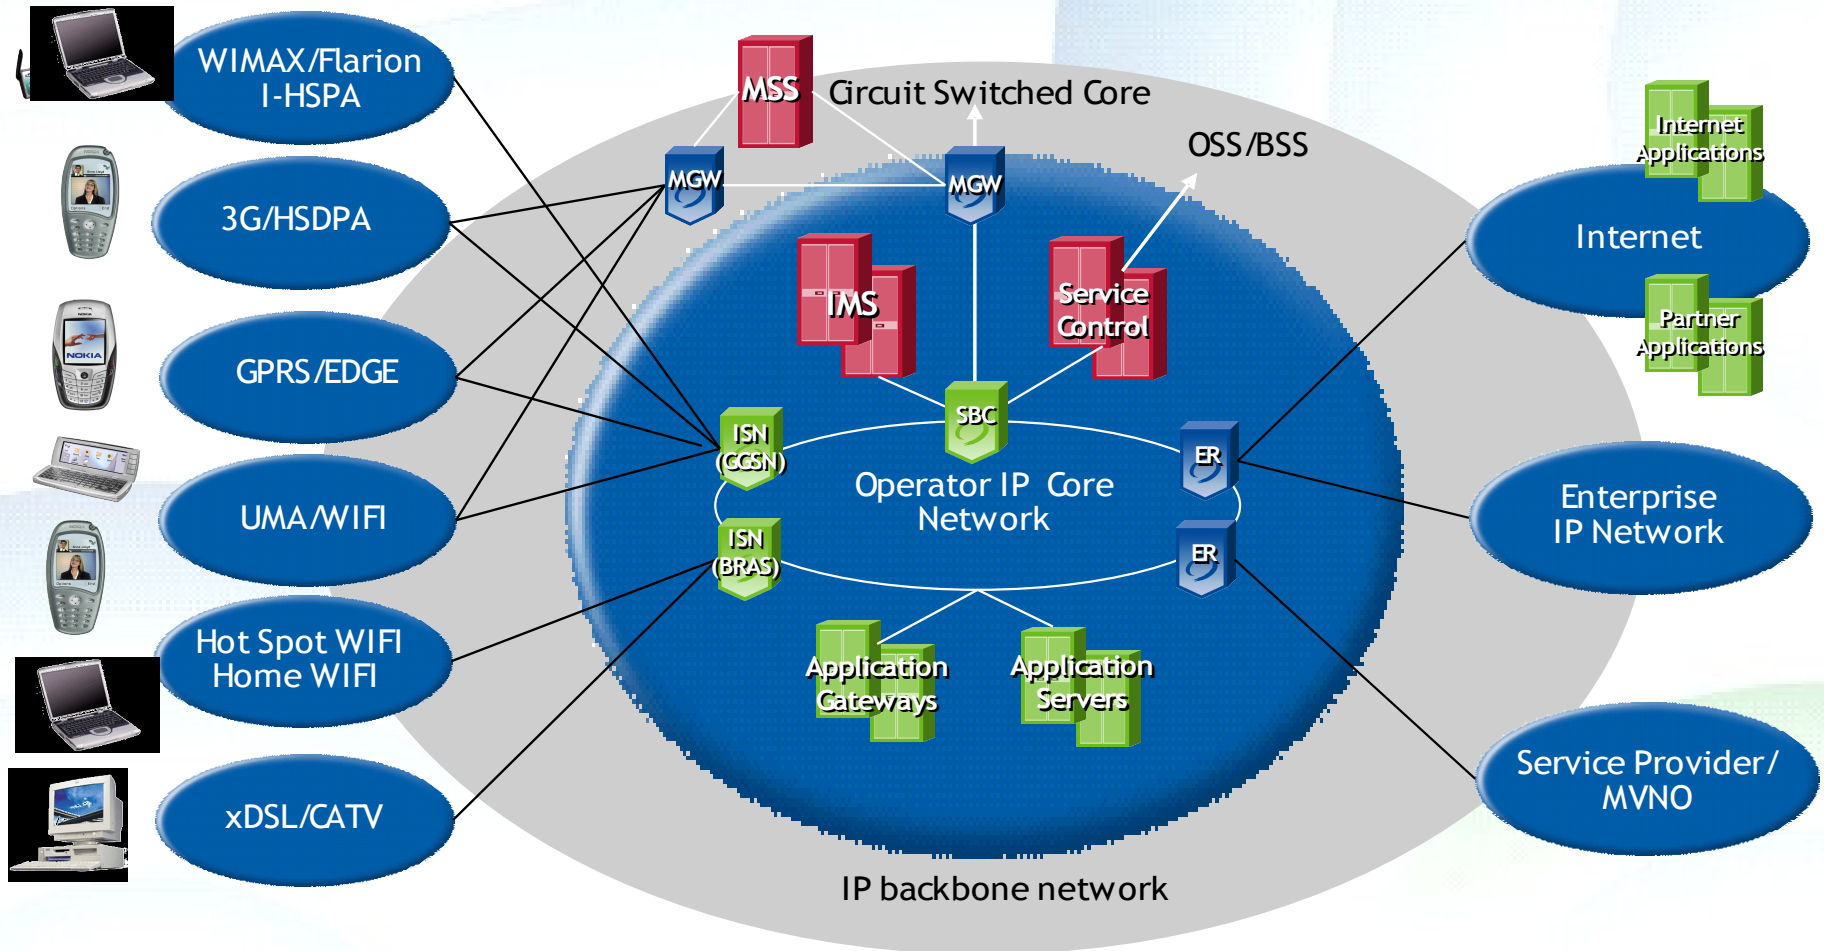 WIMAX/Flarion
I-HSPA
3G/HSDPA
GPRS/EDGE
NOKIA
UMA/WIFI
Hot Spot WIFI
Home WIFI
xDSL/CATV
MSS
Circuit Switched Core
OSS/BSS
MGW
MGW
IMS
Service
Control
SBC
ISN
(GGSN)
ER
Operator IP Core
Network
ISN
(BRAS)
ER
Application
Gateways
Application
Servers
IP backbone network
Internet
Applications
Internet
Partner
Applications
Enterprise
IP Network
Service Provider/
MVNO